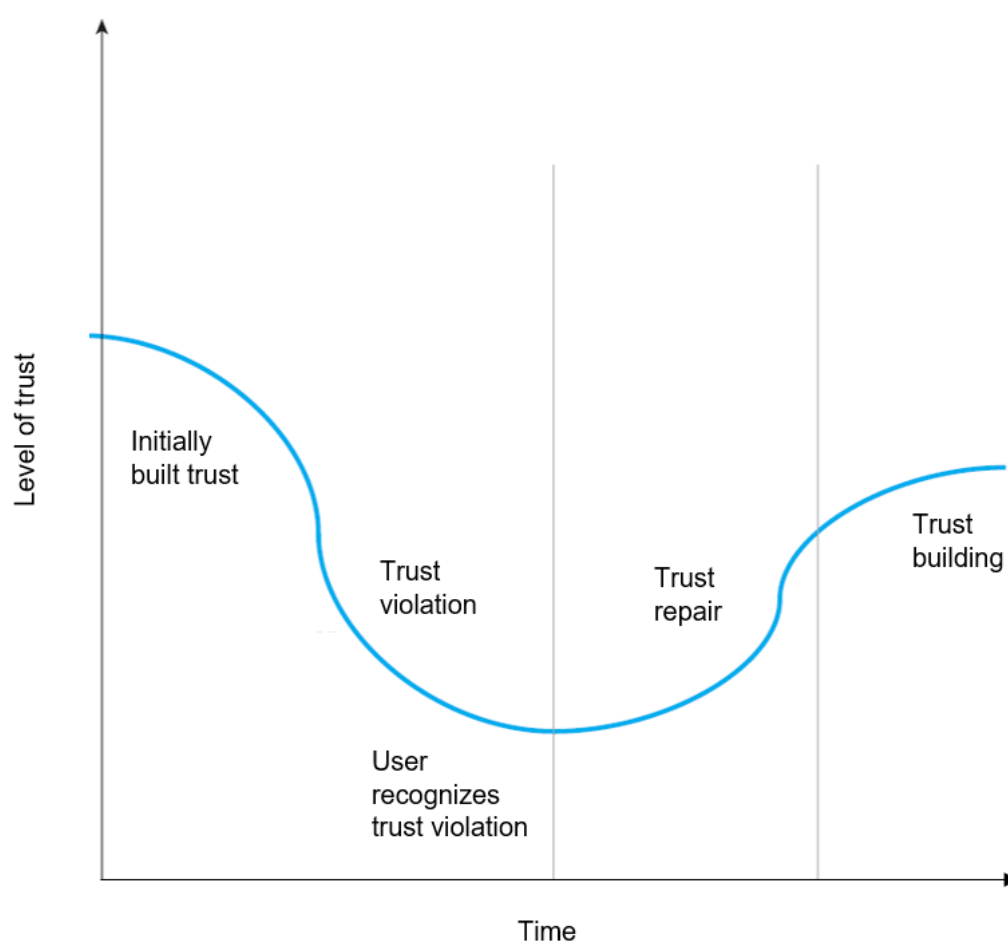 Level of trust
Initially
built trust
Trust
violation
User
recognizes
trust violation
Trust
repair
Trust
building
Time